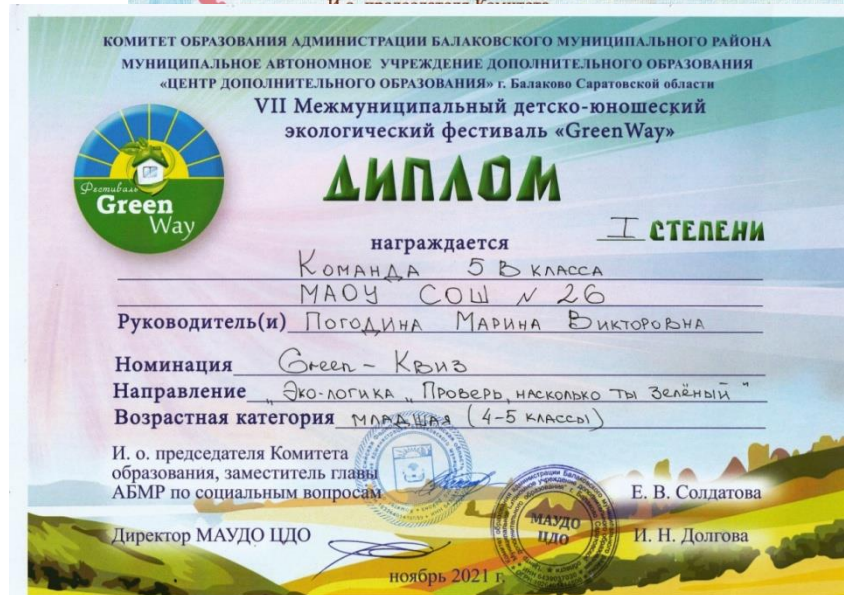 И.о. председателя Комитета
КОМИТЕТ ОБРАЗОВАНИЯ АДМИНИСТРАЦИИ БАЛАКОВСКОГО МУНИЦИПАЛЬНОГО РАЙОНА
МУНИЦИПАЛЬНОЕ АВТОНОМНОЕ УЧРЕЖДЕНИЕ ДОПОЛНИТЕЛЬНОГО ОБРАЗОВАНИЯ
«ЦЕНТР ДОПОЛНИТЕЛЬНОГО ОБРАЗОВАНИЯ» г. Балаково Саратовской области
VII Межмуниципальный детско-юношеский
экологический фестиваль «GreenWay»
Фестиваль
Green
Way
ДИПЛОМ
I СТЕПЕНИ
награждается
Команда 5 В класса
МАОУ СОШ № 26
Руководитель(и) Погодина Марина Викторовна
Номинация Green - Квиз
Направление „Эко-логика „Проверь, насколько ты зелёный"
Возрастная категория младшая (4-5 классы)
И. о. председателя Комитета
образования, заместитель главы
АБМР по социальным вопросам
Е. В. Солдатова
Директор МАУДО ЦДО
МАУДО
ЦДО
И. Н. Долгова
ноябрь 2021 г.